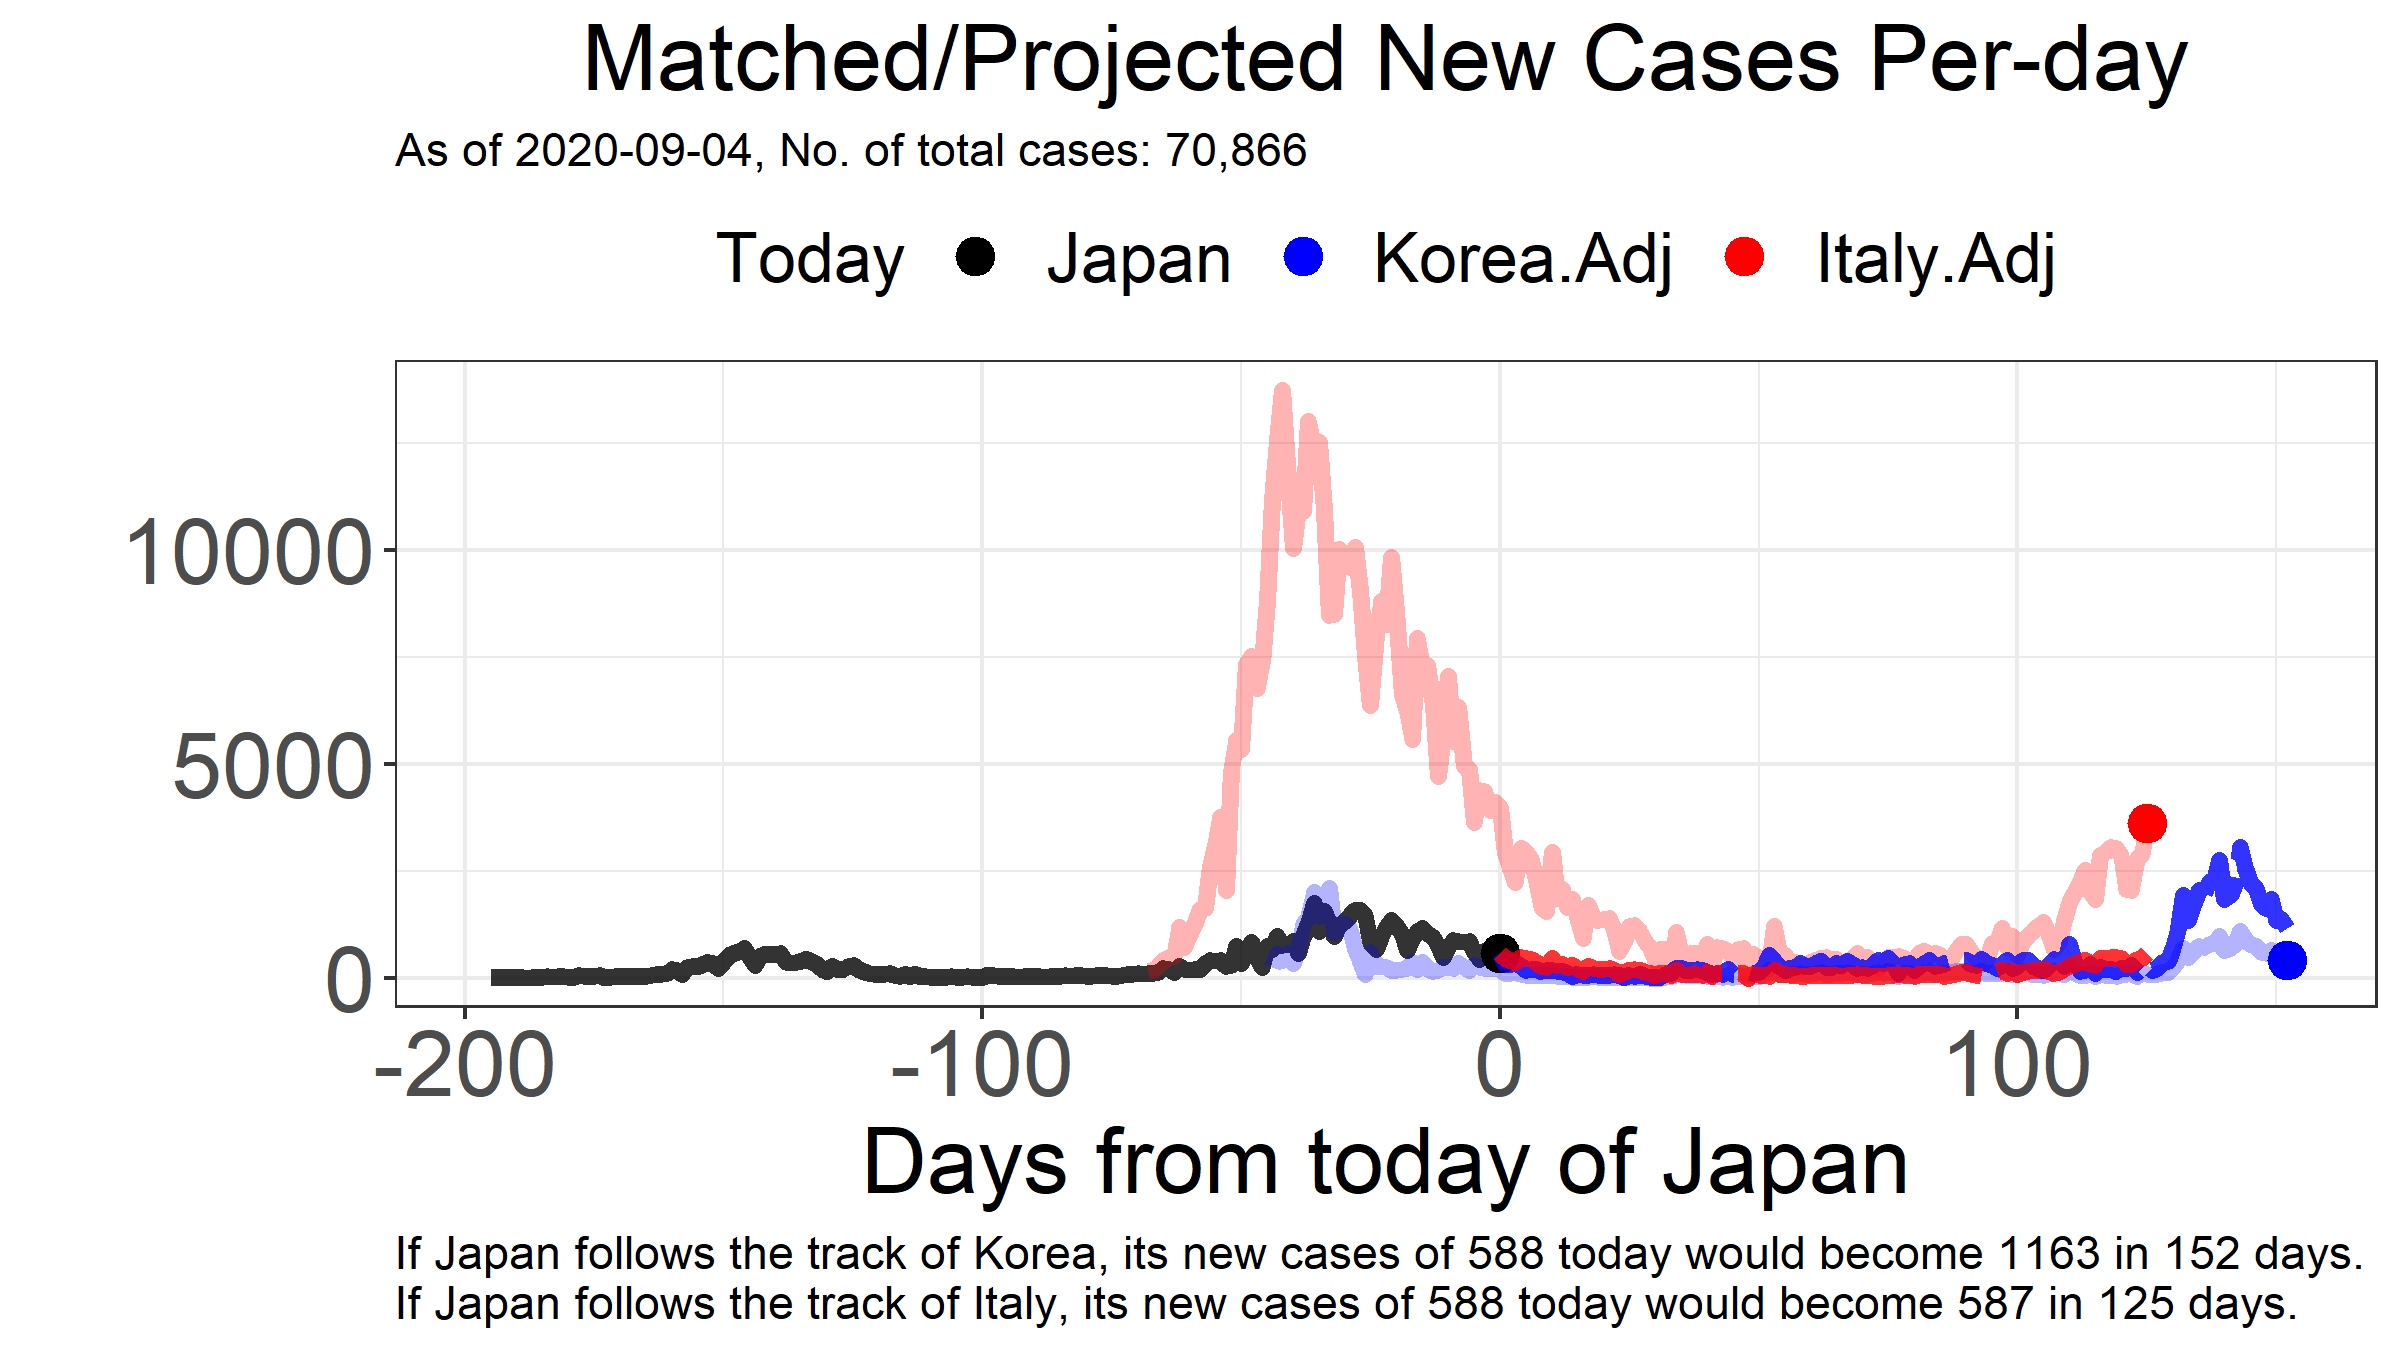 Matched/Projected New Cases Per-day
As of 2020-09-04, No. of total cases: 70,866
Today Japan Korea.Adj Italy.Adj
10000
5000
0
-200 -100 0 100
Days from today of Japan
If Japan follows the track of Korea, its new cases of 588 today would become 1163 in 152 days.
If Japan follows the track of Italy, its new cases of 588 today would become 587 in 125 days.